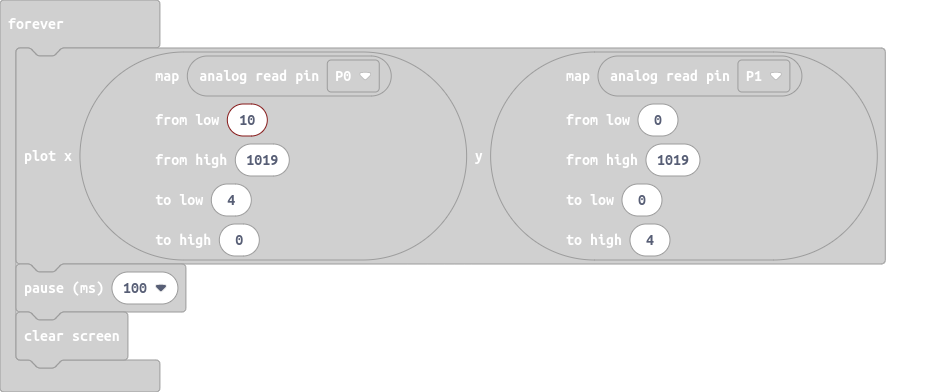 forever
map analog read pin P0 map analog read pin P1
from low 10 from low 0
from high 1019 from high 1019
plot x y
to low 4 to low 0
to high 0 to high 4
pause (ms) 100
clear screen